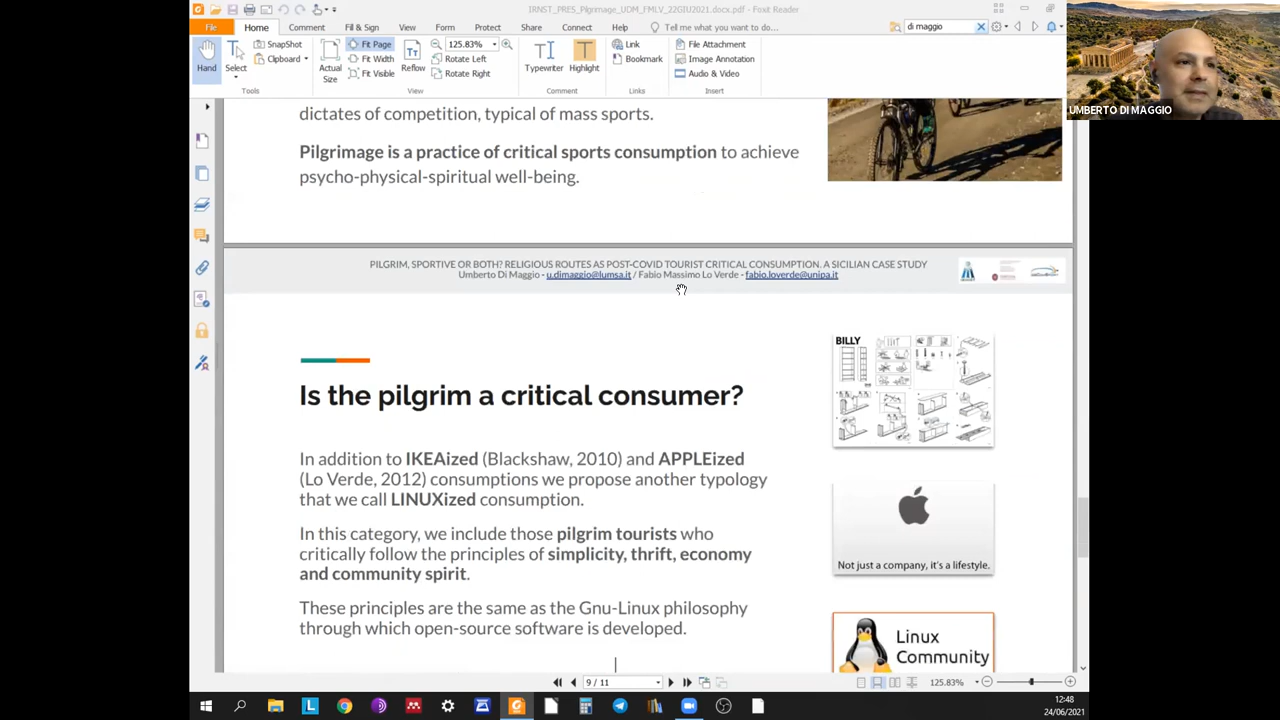 IRNST_PRES_Pilgrimage_UDM_FMLV_22GIU2021.docx.pdf - Foxit Reader
File Home Comment Fill & Sign View Form Protect Share Connect Help Tell me what you want to do... di maggio
Hand
Select
SnapShot
Clipboard
Tools
Actual Size
Fit Page
Fit Width
Fit Visible
Reflow
125.83%
Rotate Left
Rotate Right
View
Typewriter
Highlight
Comment
Link
Bookmark
Links
File Attachment
Image Annotation
Audio & Video
Insert
UMBERTO DI MAGGIO
dictates of competition, typical of mass sports.
Pilgrimage is a practice of critical sports consumption to achieve
psycho-physical-spiritual well-being.
PILGRIM, SPORTIVE OR BOTH? RELIGIOUS ROUTES AS POST-COVID TOURIST CRITICAL CONSUMPTION. A SICILIAN CASE STUDY
Umberto Di Maggio - u.dimaggio@lumsa.it / Fabio Massimo Lo Verde - fabio.loverde@unipa.it
Is the pilgrim a critical consumer?
In addition to IKEAized (Blackshaw, 2010) and APPLEized
(Lo Verde, 2012) consumptions we propose another typology
that we call LINUXized consumption.
In this category, we include those pilgrim tourists who
critically follow the principles of simplicity, thrift, economy
and community spirit.
These principles are the same as the Gnu-Linux philosophy
through which open-source software is developed.
BILLY
Not just a company, it's a lifestyle.
Linux
Community
9 / 11
125.83%
12:48
24/06/2021